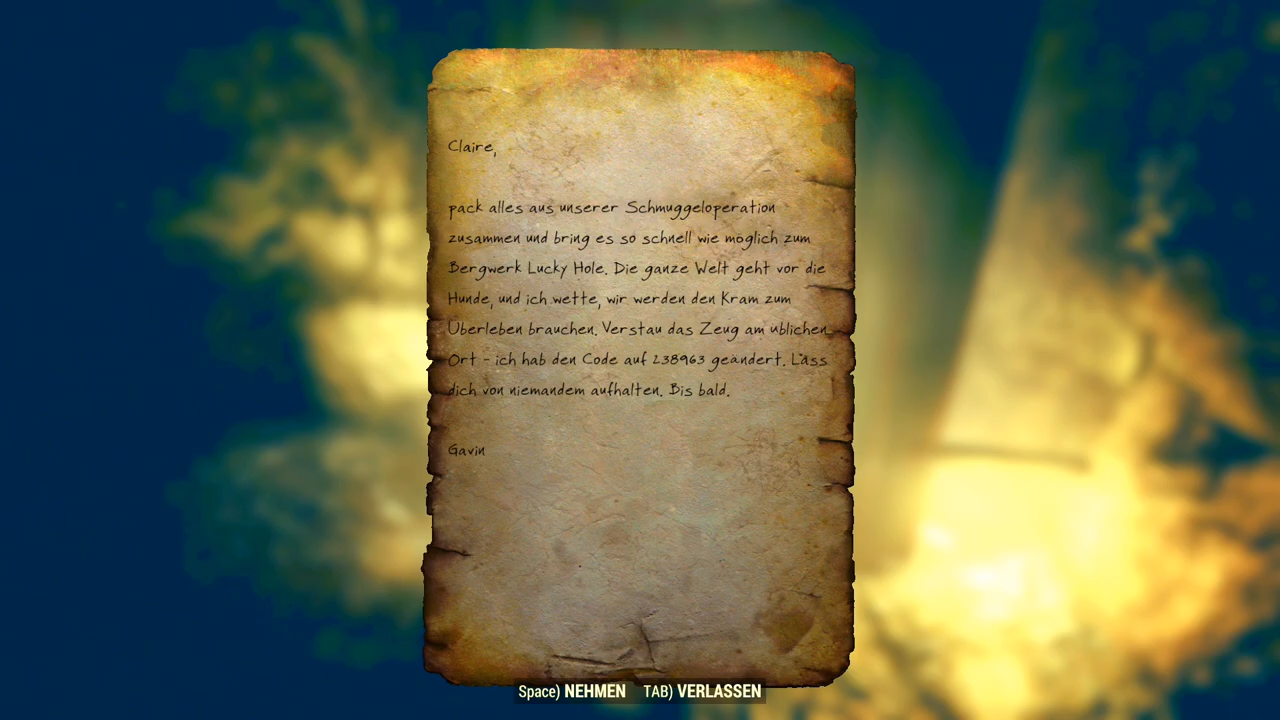 Claire,
pack alles aus unserer Schmuggeloperation
zusammen und bring es so schnell wie möglich zum
Bergwerk Lucky Hole. Die ganze Welt geht vor die
Hunde, und ich wette, wir werden den Kram zum
Überleben brauchen. Verstau das Zeug am üblichen
Ort - ich hab den Code auf 238963 geändert. Lass
dich von niemandem aufhalten. Bis bald.
Gavin
Space) NEHMEN TAB) VERLASSEN